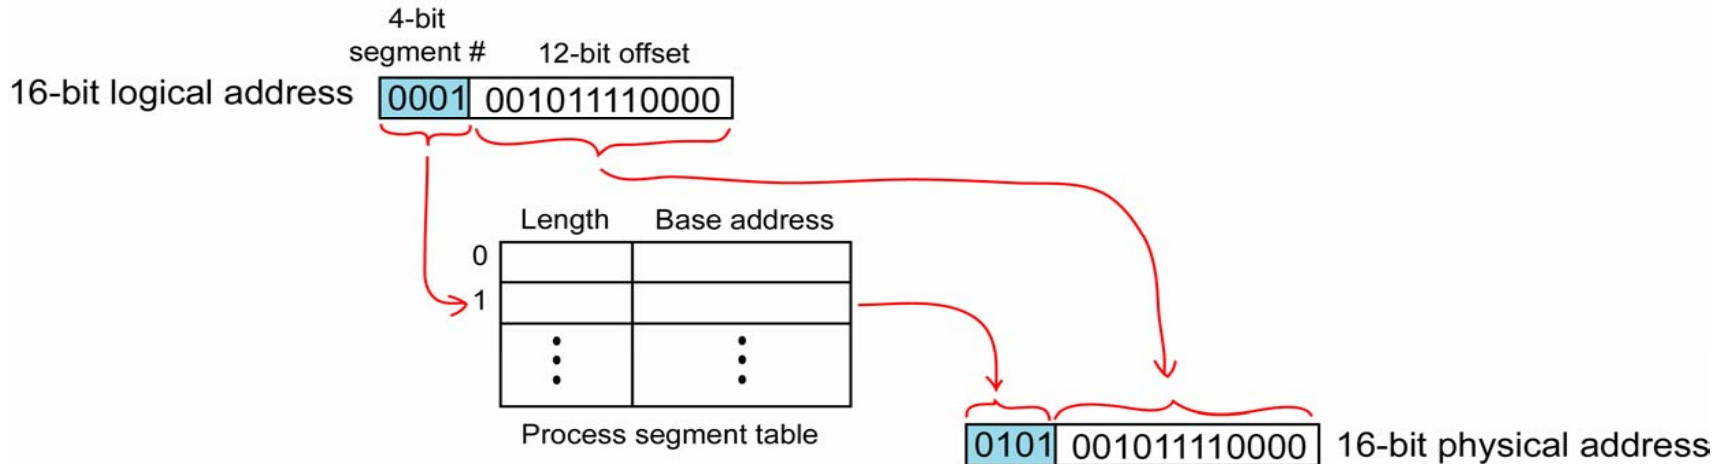 4-bit
segment # 12-bit offset
16-bit logical address 0001 001011110000
Length Base address
0
1
Process segment table
0101 001011110000 16-bit physical address